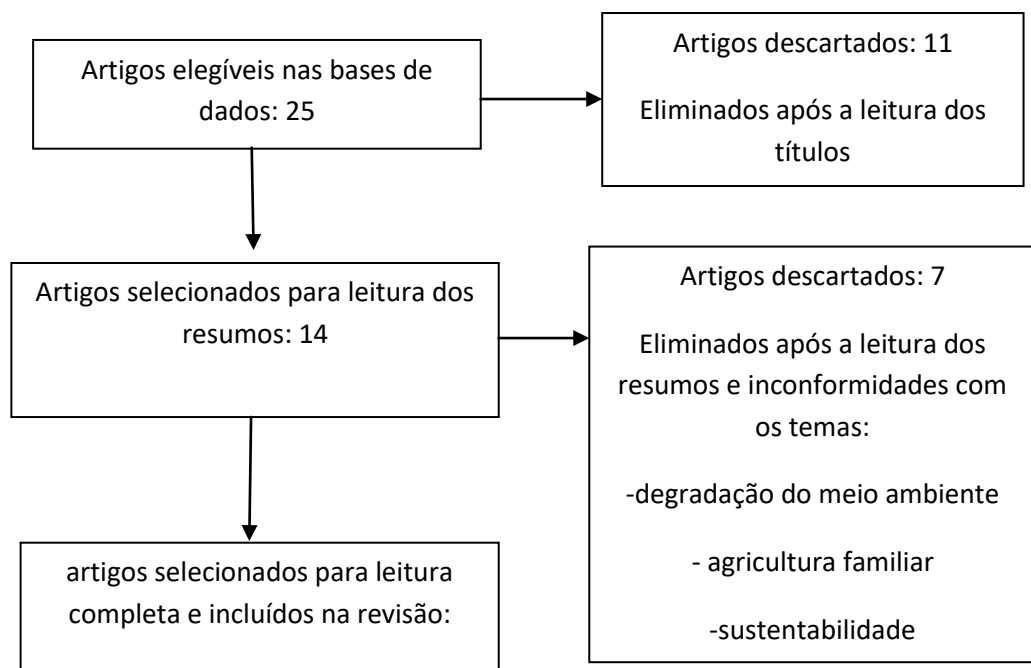 Artigos elegíveis nas bases de
dados: 25
Artigos descartados: 11
Eliminados após a leitura dos
títulos
Artigos selecionados para leitura dos
resumos: 14
Artigos descartados: 7
Eliminados após a leitura dos
resumos e inconformidades com
os temas:
-degradação do meio ambiente
- agricultura familiar
-sustentabilidade
artigos selecionados para leitura
completa e incluídos na revisão: